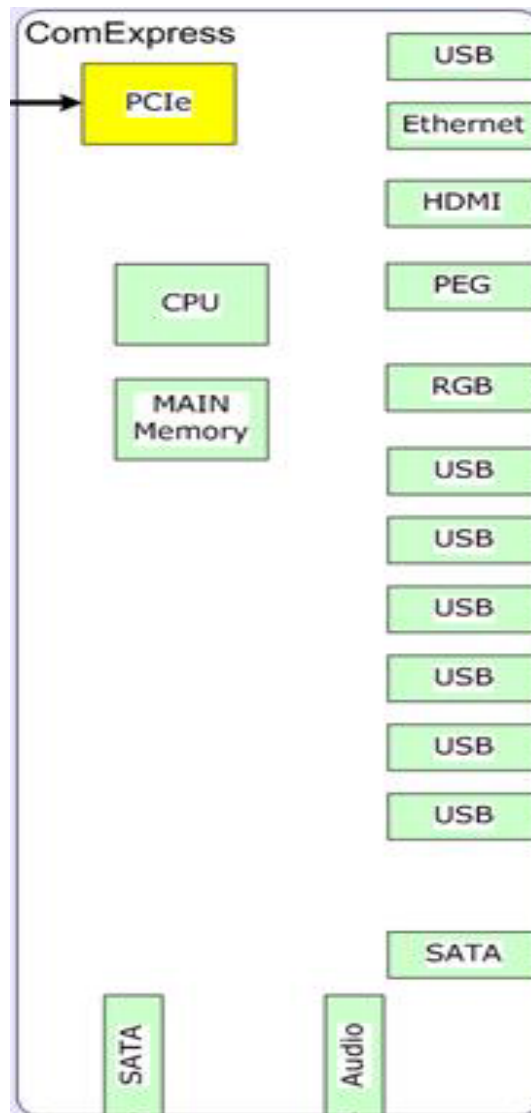 ComExpress
PCIe
USB
Ethernet
HDMI
CPU
PEG
MAIN
Memory
RGB
USB
USB
USB
USB
USB
USB
SATA
SATA
Audio